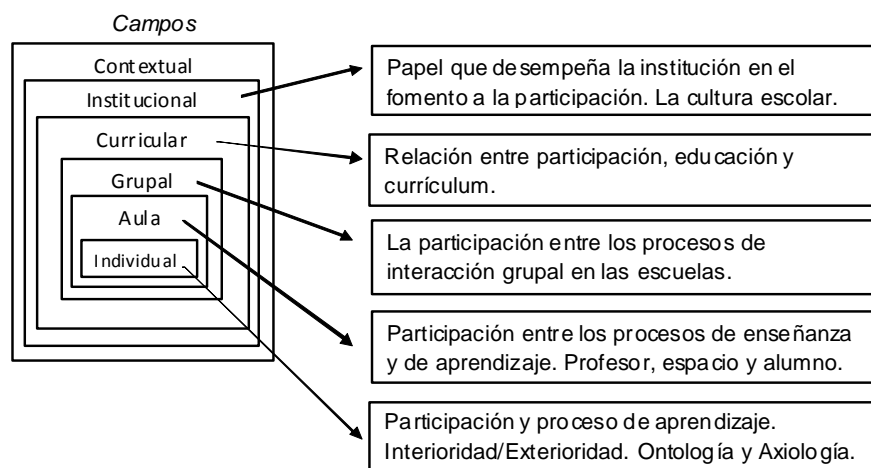 Campos
Contextual
Institucional
Curricular
Grupal
Aula
Individual
Papel que desempeña la institución en el
fomento a la participación. La cultura escolar.
Relación entre participación, educación y
currículum.
La participación entre los procesos de
interacción grupal en las escuelas.
Participación entre los procesos de enseñanza
y de aprendizaje. Profesor, espacio y alumno.
Participación y proceso de aprendizaje.
Interioridad/Exterioridad. Ontología y Axiología.